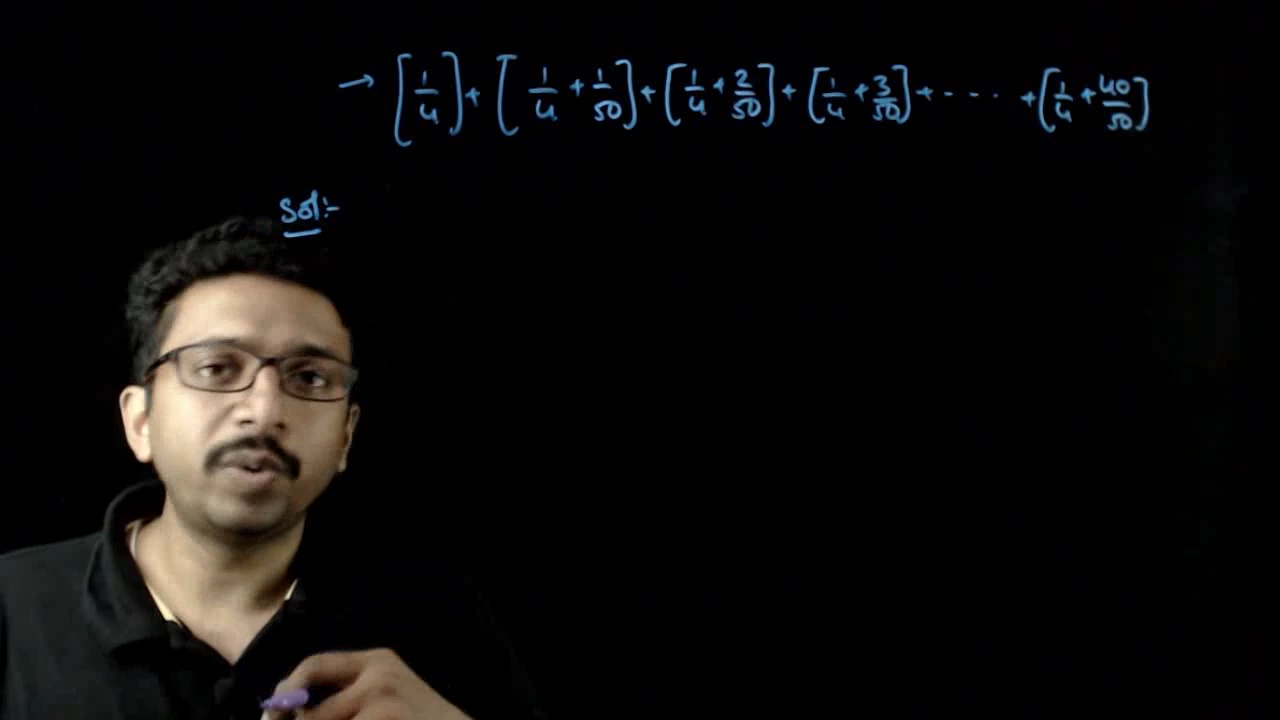 → [1/4] + [1/4 + 1/50] + [1/4 + 2/50] + [1/4 + 3/50] + - - - - + [1/4 + 40/50]
Sol:-